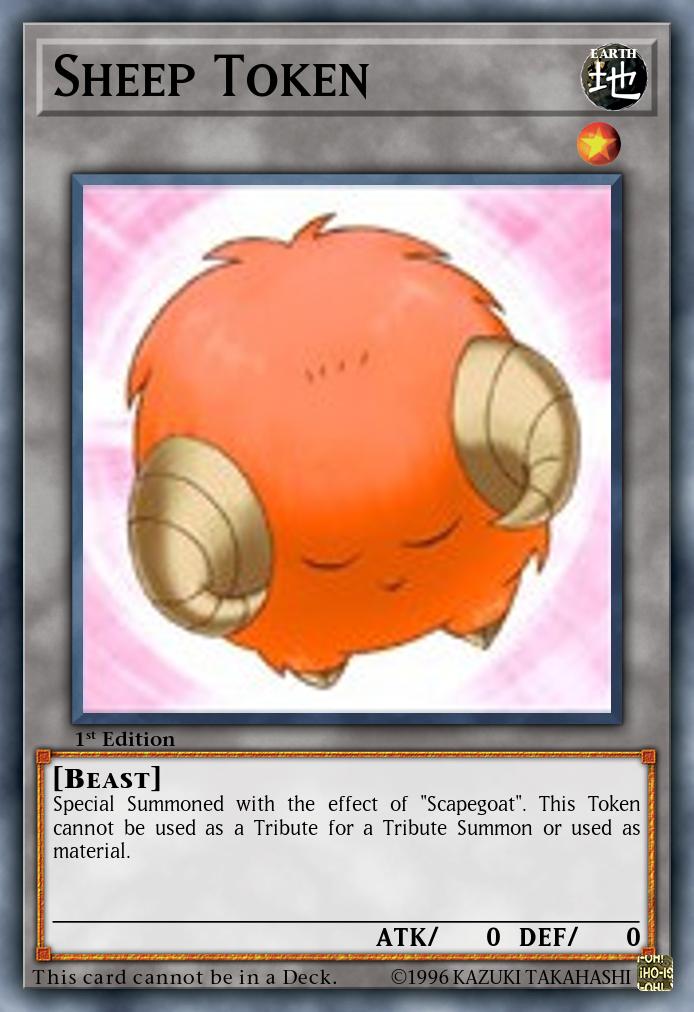 Sheep Token
EARTH
地
1st Edition
[Beast]
Special Summoned with the effect of "Scapegoat". This Token
cannot be used as a Tribute for a Tribute Summon or used as
material.
ATK/ 0 DEF/ 0
This card cannot be in a Deck. ©1996 KAZUKI TAKAHASHI